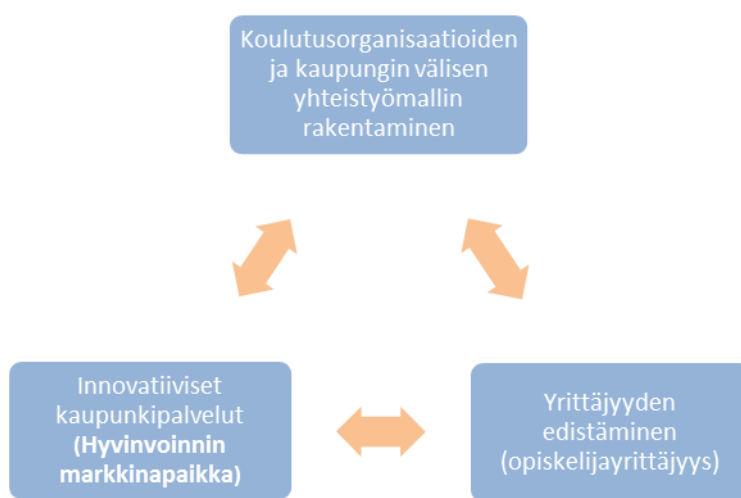 Koulutusorganisaatioiden
ja kaupungin välisen
yhteistyömallin
rakentaminen
Innovatiiviset
kaupunkipalvelut
(Hyvinvoinnin
markkinapaikka)
Yrittäjyyden
edistäminen
(opiskelijayrittäjyys)